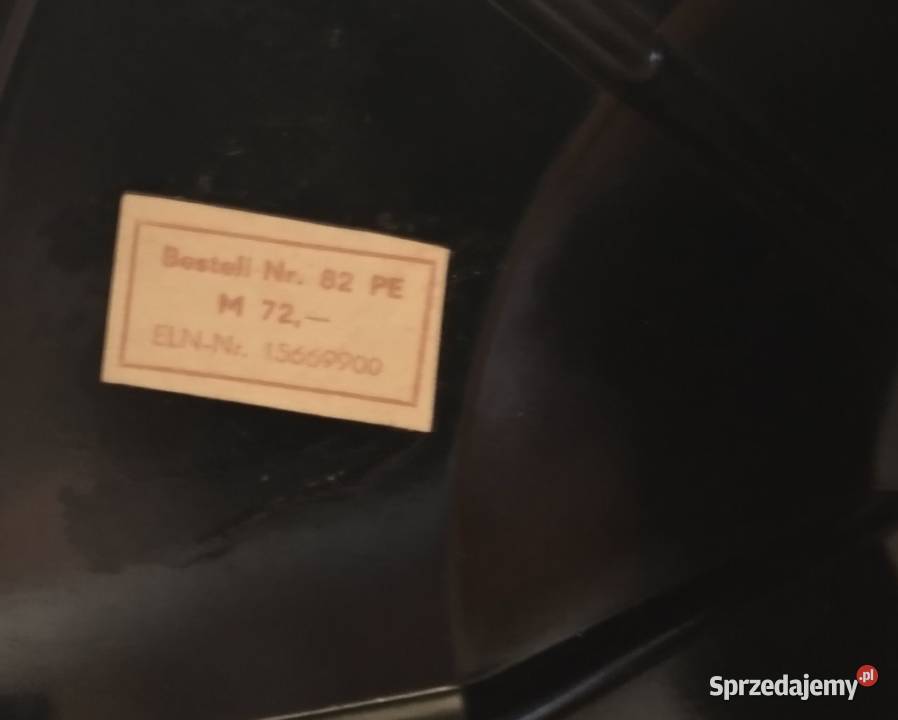 Bestell Nr. 82 PE
M 72,—
ELN-Nr. 15669900
Sprzedajemy.pl